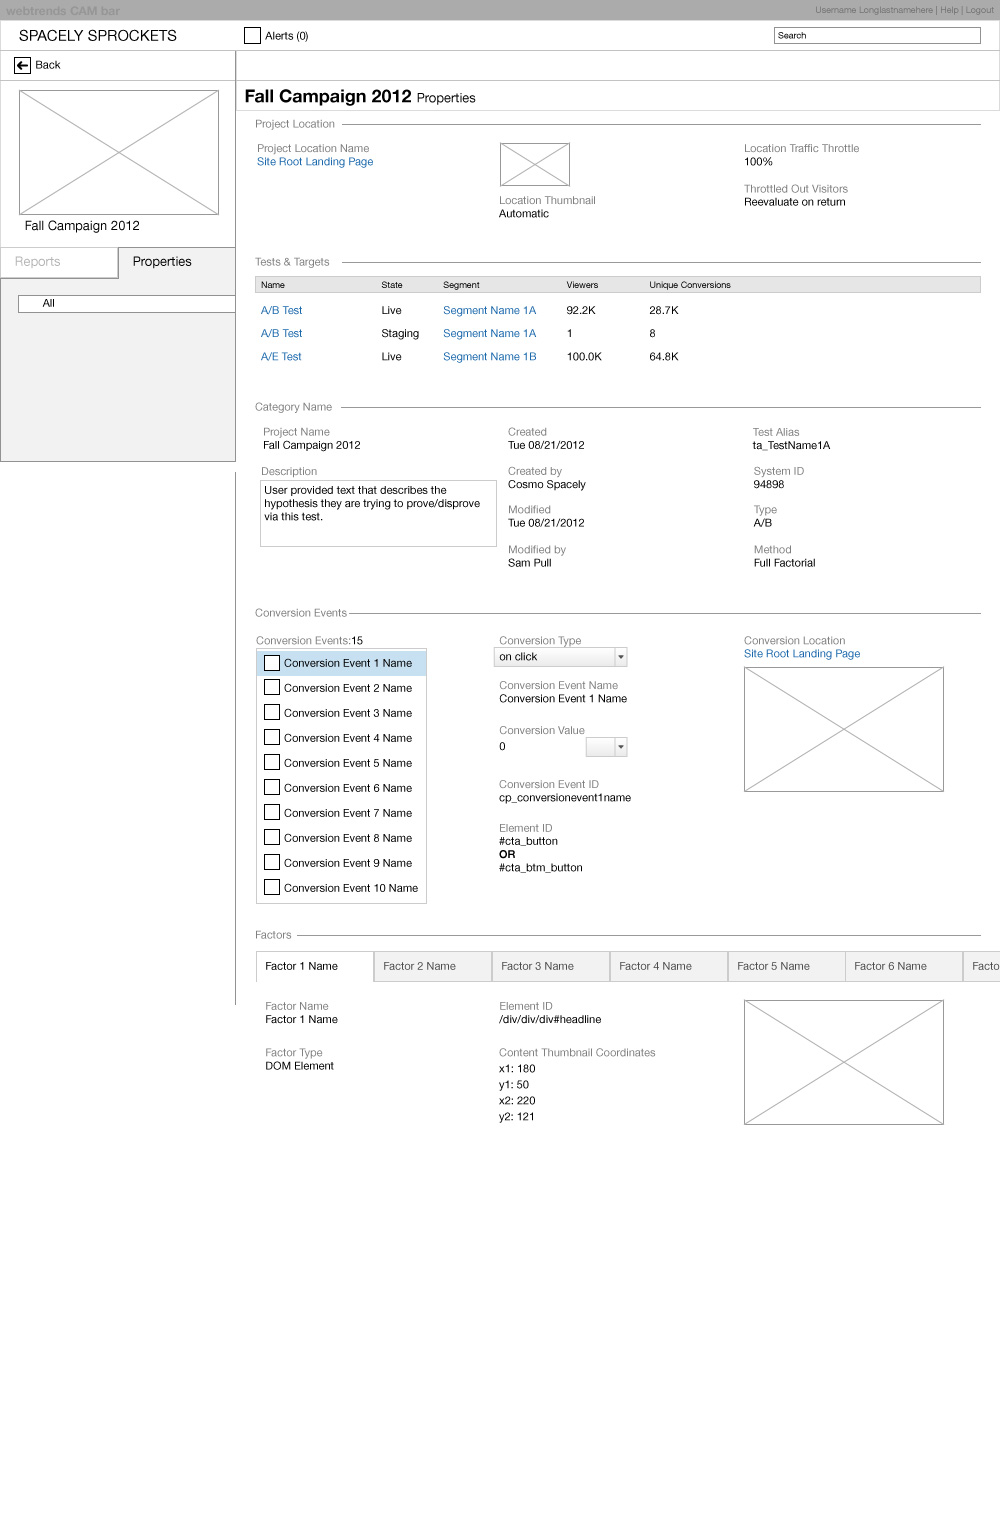 webtrends CAM bar
Username Longlastnamehere | Help | Logout
SPACELY SPROCKETS
Alerts (0)
Search
Back
Fall Campaign 2012 Properties
Fall Campaign 2012
Reports
Properties
All
Project Location
Project Location Name
Site Root Landing Page
Location Thumbnail
Automatic
Location Traffic Throttle
100%
Throttled Out Visitors
Reevaluate on return
Tests & Targets
Name State Segment Viewers Unique Conversions
A/B Test Live Segment Name 1A 92.2K 28.7K
A/B Test Staging Segment Name 1A 1 8
A/E Test Live Segment Name 1B 100.0K 64.8K
Category Name
Project Name
Fall Campaign 2012
Description
User provided text that describes the
hypothesis they are trying to prove/disprove
via this test.
Created
Tue 08/21/2012
Created by
Cosmo Spacely
Modified
Tue 08/21/2012
Modified by
Sam Pull
Test Alias
ta_TestName1A
System ID
94898
Type
A/B
Method
Full Factorial
Conversion Events
Conversion Events:15
Conversion Event 1 Name
Conversion Event 2 Name
Conversion Event 3 Name
Conversion Event 4 Name
Conversion Event 5 Name
Conversion Event 6 Name
Conversion Event 7 Name
Conversion Event 8 Name
Conversion Event 9 Name
Conversion Event 10 Name
Conversion Type
on click
Conversion Event Name
Conversion Event 1 Name
Conversion Value
0
Conversion Event ID
cp_conversionevent1name
Element ID
#cta_button
OR
#cta_btm_button
Conversion Location
Site Root Landing Page
Factors
Factor 1 Name Factor 2 Name Factor 3 Name Factor 4 Name Factor 5 Name Factor 6 Name Facto
Factor Name
Factor 1 Name
Factor Type
DOM Element
Element ID
/div/div/div#headline
Content Thumbnail Coordinates
x1: 180
y1: 50
x2: 220
y2: 121